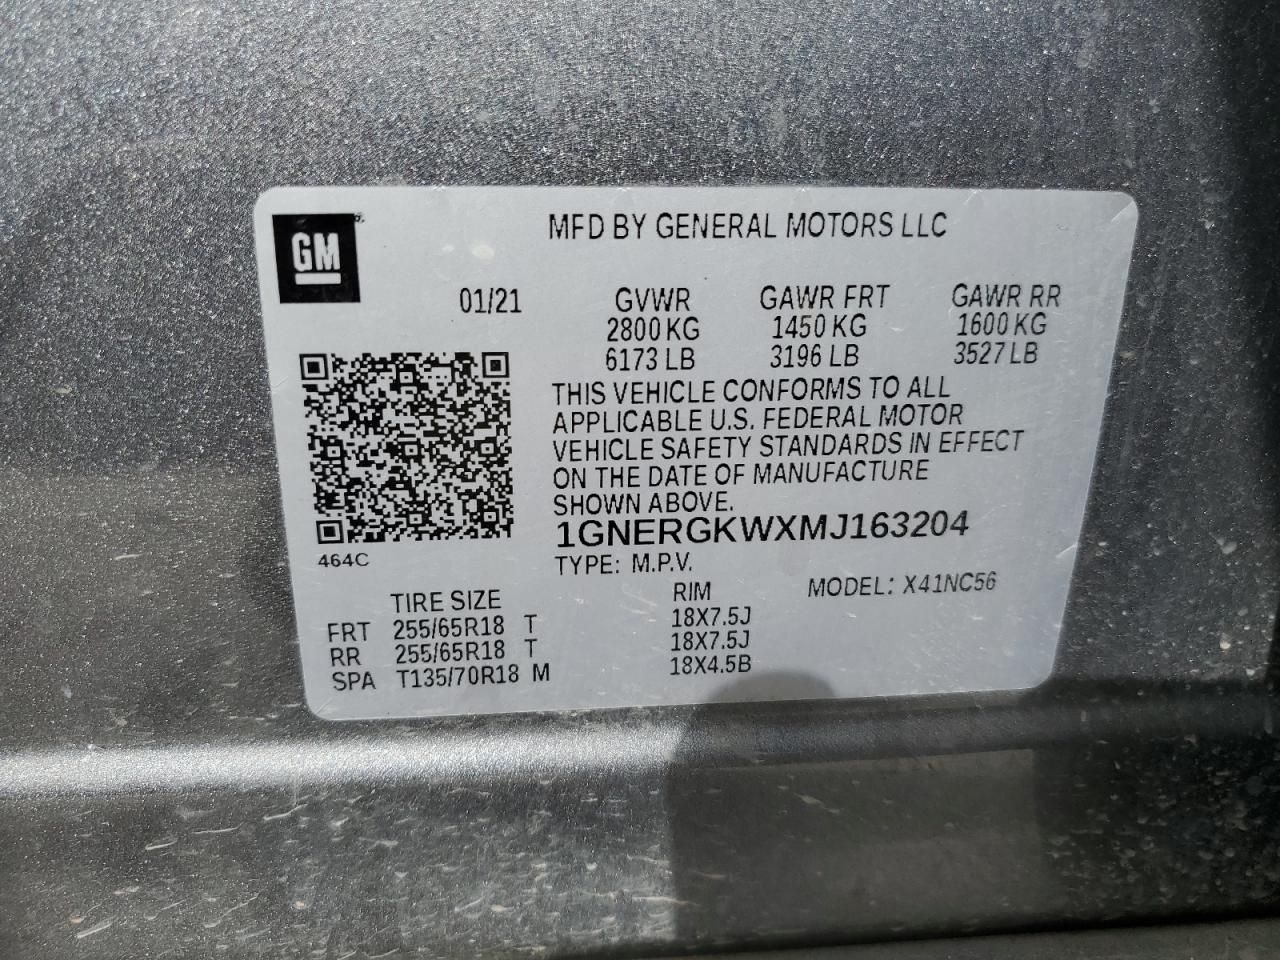 GM
MFD BY GENERAL MOTORS LLC
01/21 GVWR GAWR FRT GAWR RR
2800 KG 1450 KG 1600 KG
6173 LB 3196 LB 3527 LB
THIS VEHICLE CONFORMS TO ALL
APPLICABLE U.S. FEDERAL MOTOR
VEHICLE SAFETY STANDARDS IN EFFECT
ON THE DATE OF MANUFACTURE
SHOWN ABOVE.
1GNERGKWXMJ163204
464C
TYPE: M.P.V.
MODEL: X41NC56
TIRE SIZE RIM
FRT 255/65R18 T 18X7.5J
RR 255/65R18 T 18X7.5J
SPA T135/70R18 M 18X4.5B